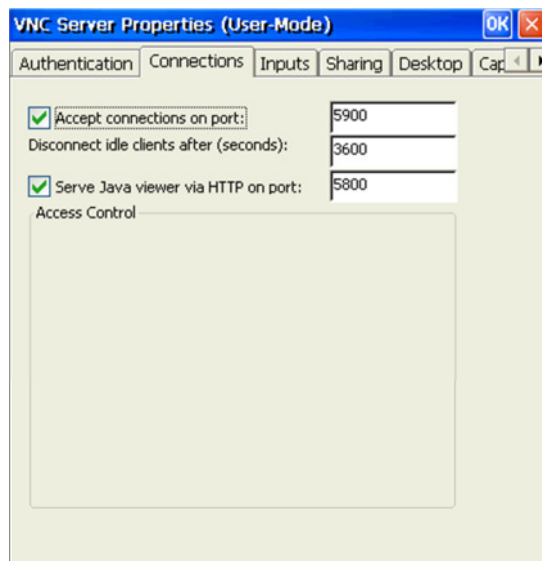 VNC Server Properties (User-Mode) OK
Authentication Connections Inputs Sharing Desktop
Accept connections on port: 5900
Disconnect idle clients after (seconds): 3600
Serve Java viewer via HTTP on port: 5800
Access Control